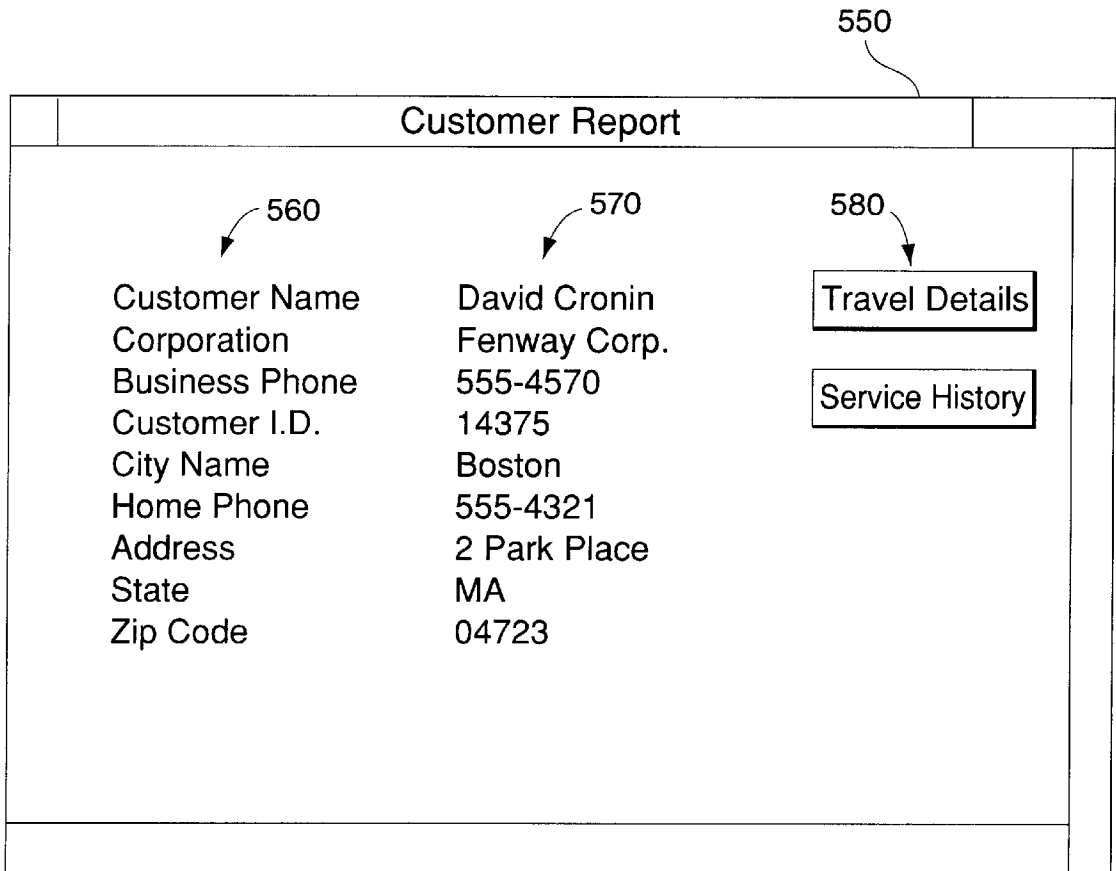 550
Customer Report
560 570 580
Customer Name David Cronin Travel Details
Corporation Fenway Corp.
Business Phone 555-4570
Customer I.D. 14375 Service History
City Name Boston
Home Phone 555-4321
Address 2 Park Place
State MA
Zip Code 04723